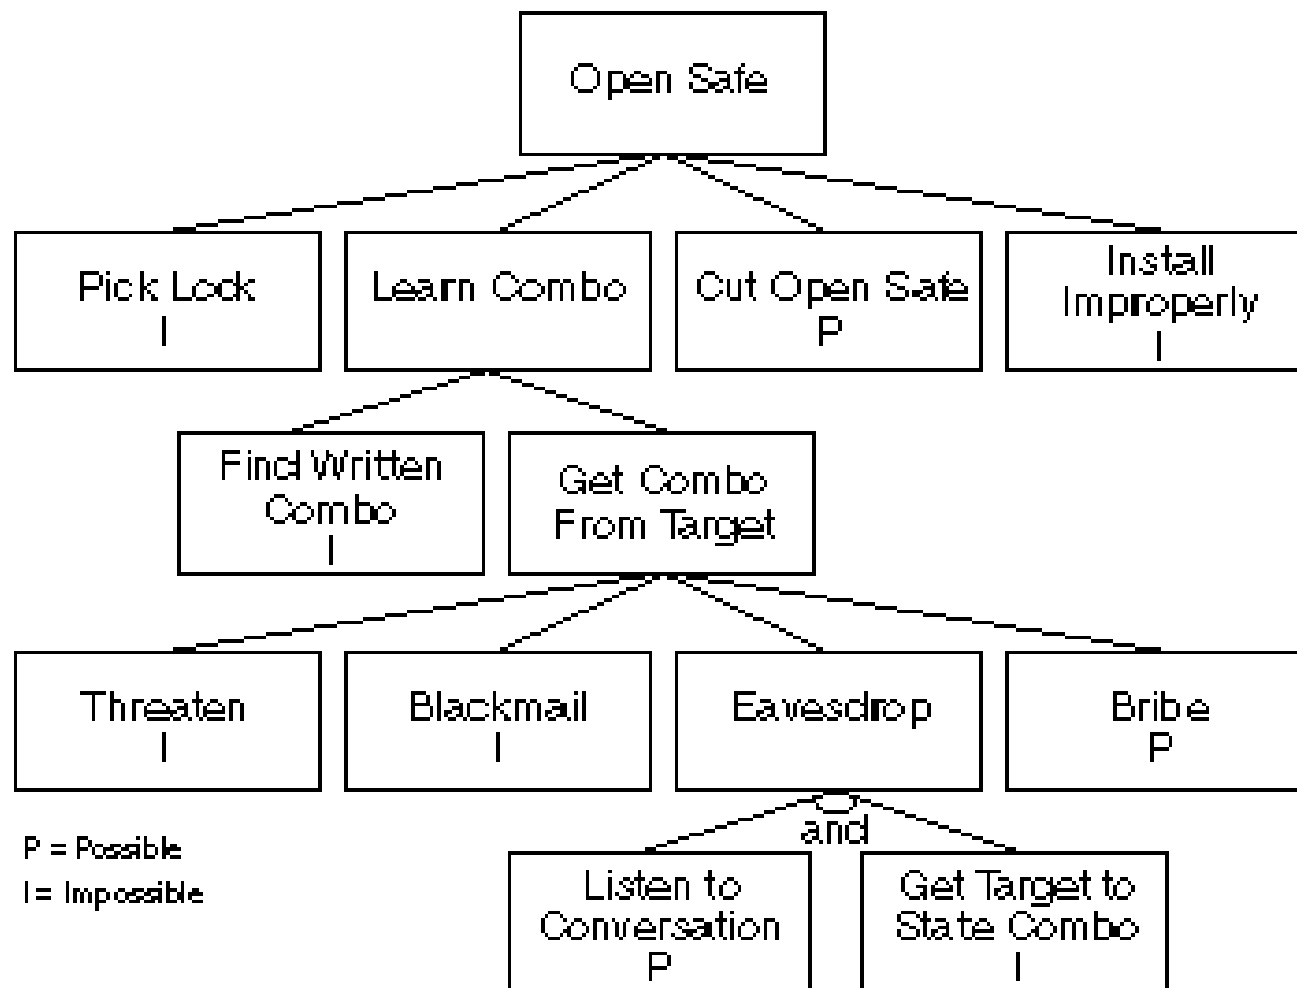 Open Safe
Pick Lock
I
Learn Combo
Cut Open Safe
P
Install
Improperly
I
Find Written
Combo
I
Get Combo
From Target
Threaten
I
Blackmail
I
Eavesdrop
Bribe
P
and
P = Possible
I = Impossible
Listen to
Conversation
P
Get Target to
State Combo
I